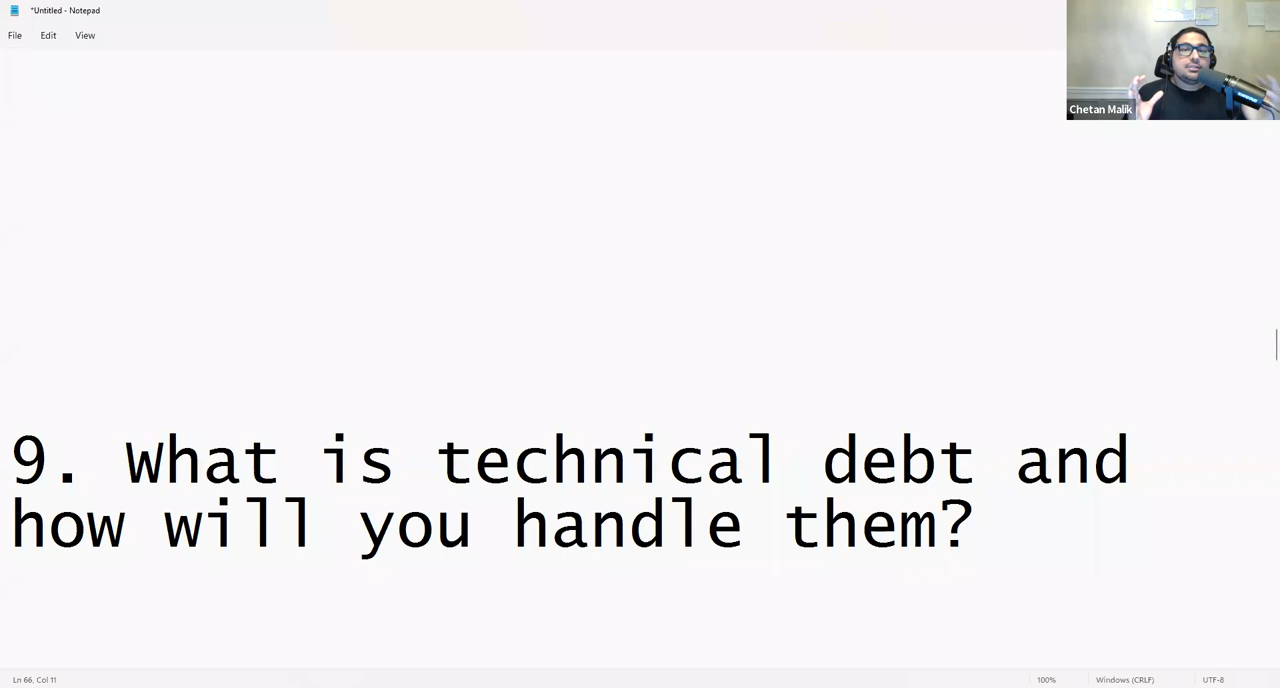 *Untitled - Notepad
File Edit View
Chetan Malik
9. What is technical debt and
how will you handle them?
Ln 66, Col 11
100%
Windows (CRLF)
UTF-8